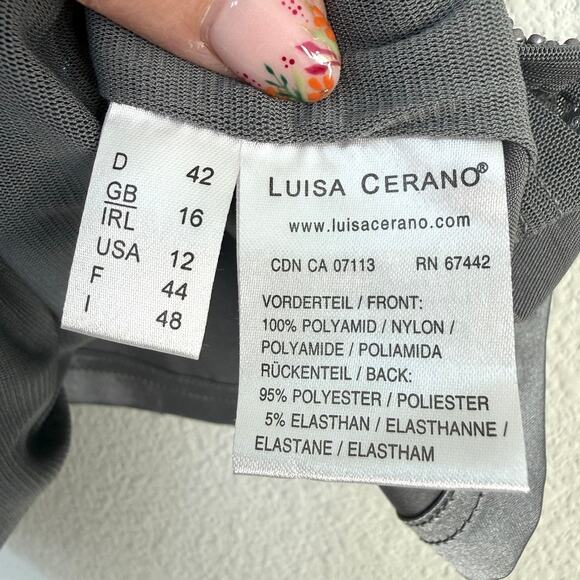 D 42
GB
IRL 16
USA 12
F 44
I 48
LUISA CERANO®
www.luisacerano.com
CDN CA 07113 RN 67442
VORDERTEIL / FRONT:
100% POLYAMID / NYLON /
POLYAMIDE / POLIAMIDA
RÜCKENTEIL / BACK:
95% POLYESTER / POLIESTER
5% ELASTHAN / ELASTHANNE /
ELASTANE / ELASTHAM